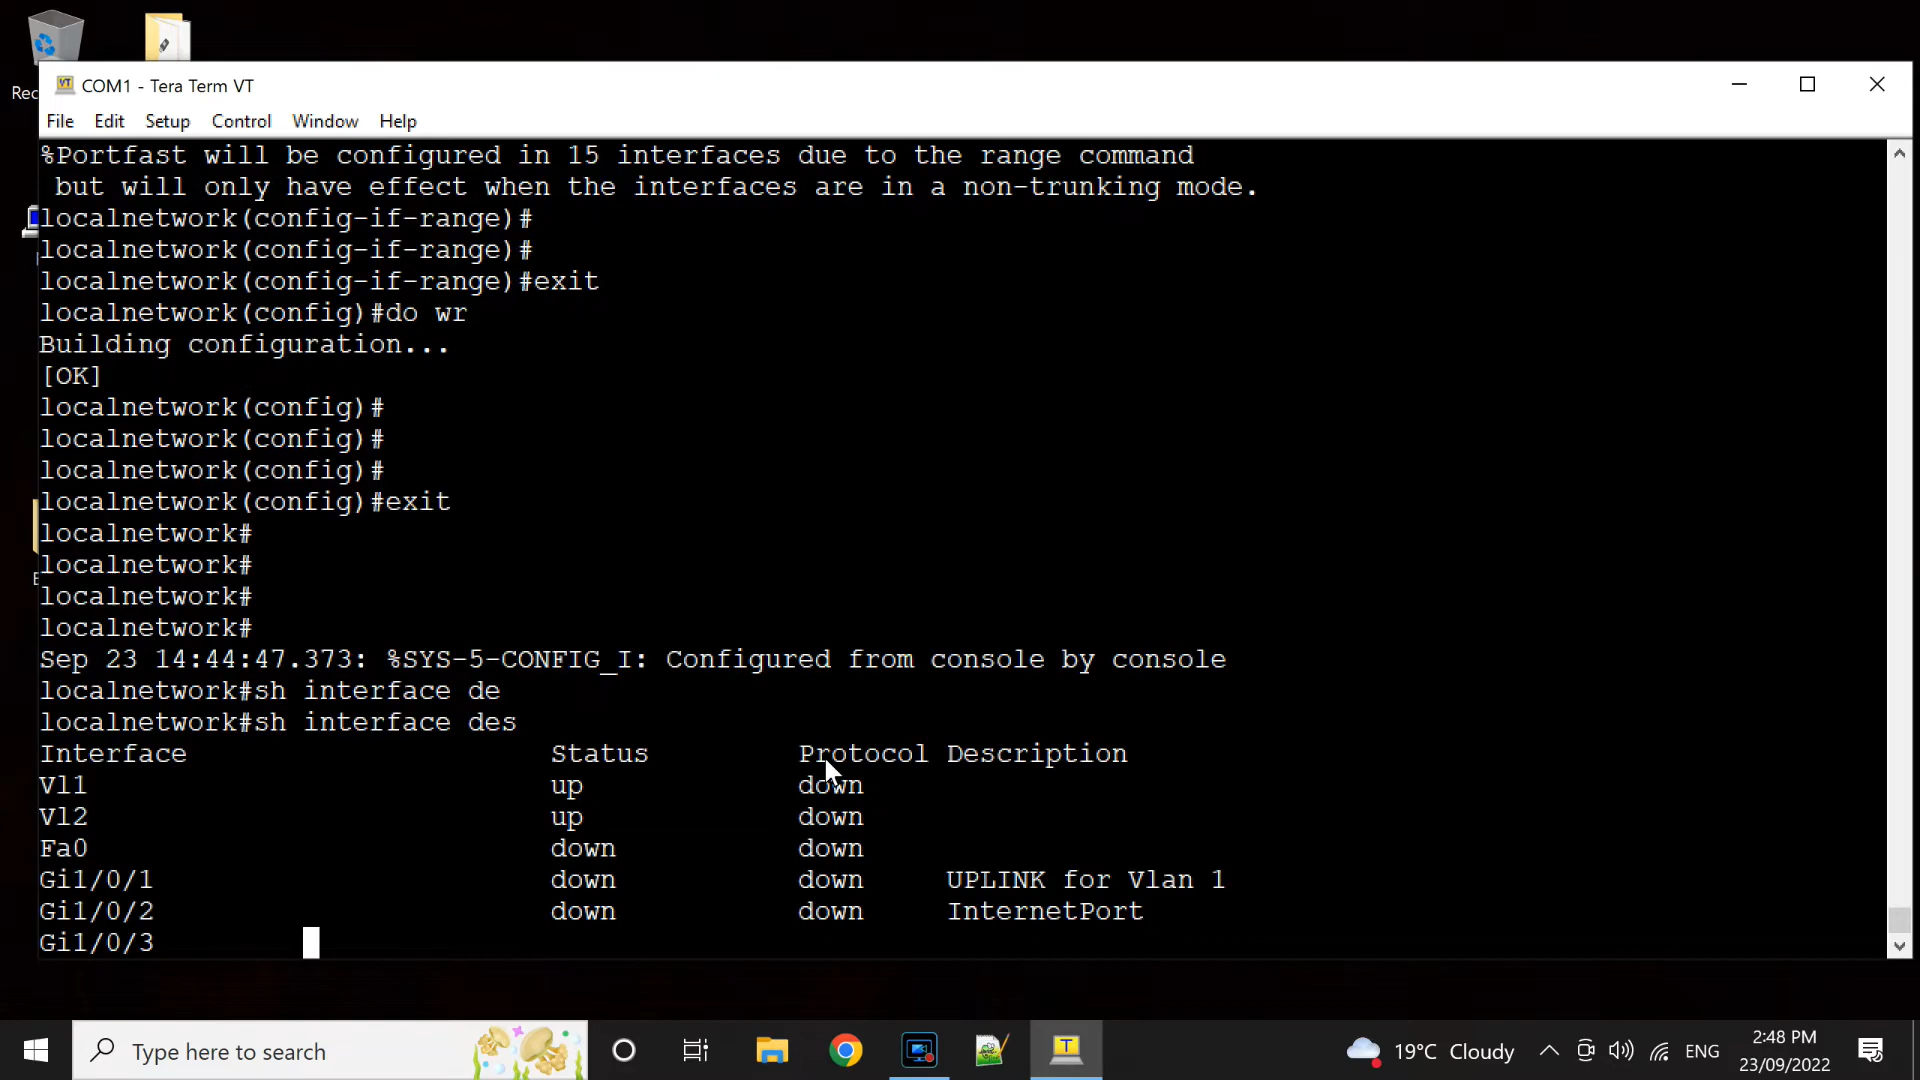 Rec
COM1 - Tera Term VT
File Edit Setup Control Window Help
%Portfast will be configured in 15 interfaces due to the range command
but will only have effect when the interfaces are in a non-trunking mode.
localnetwork(config-if-range)#
localnetwork(config-if-range)#
localnetwork(config-if-range)#exit
localnetwork(config)#do wr
Building configuration...
[OK]
localnetwork(config)#
localnetwork(config)#
localnetwork(config)#
localnetwork(config)#exit
localnetwork#
localnetwork#
localnetwork#
localnetwork#
Sep 23 14:44:47.373: %SYS-5-CONFIG_I: Configured from console by console
localnetwork#sh interface de
localnetwork#sh interface des
Interface Status Protocol Description
Vl1 up down
Vl2 up down
Fa0 down down
Gi1/0/1 down down UPLINK for Vlan 1
Gi1/0/2 down down InternetPort
Gi1/0/3
Type here to search
19°C Cloudy
ENG
2:48 PM
23/09/2022